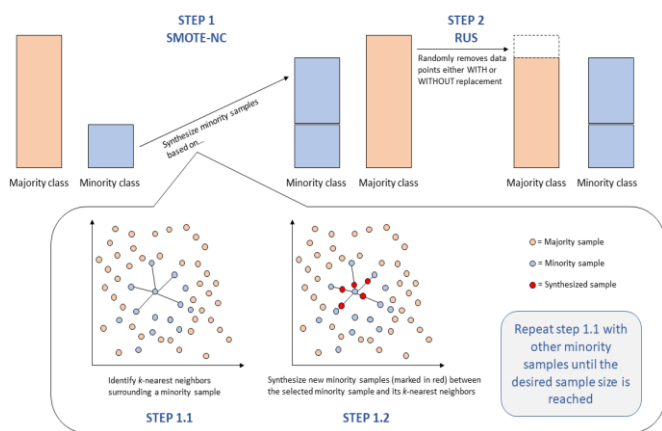 STEP 1
SMOTE-NC
STEP 2
RUS
Randomly removes data
points either WITH or
WITHOUT replacement
Synthesize minority samples
based on...
Majority class
Minority class
Minority class
Majority class
Majority class
Minority class
= Majority sample
= Minority sample
= Synthesized sample
Identify k-nearest neighbors
surrounding a minority sample
STEP 1.1
Synthesize new minority samples (marked in red) between
the selected minority sample and its k-nearest neighbors
STEP 1.2
Repeat step 1.1 with
other minority
samples until the
desired sample size is
reached